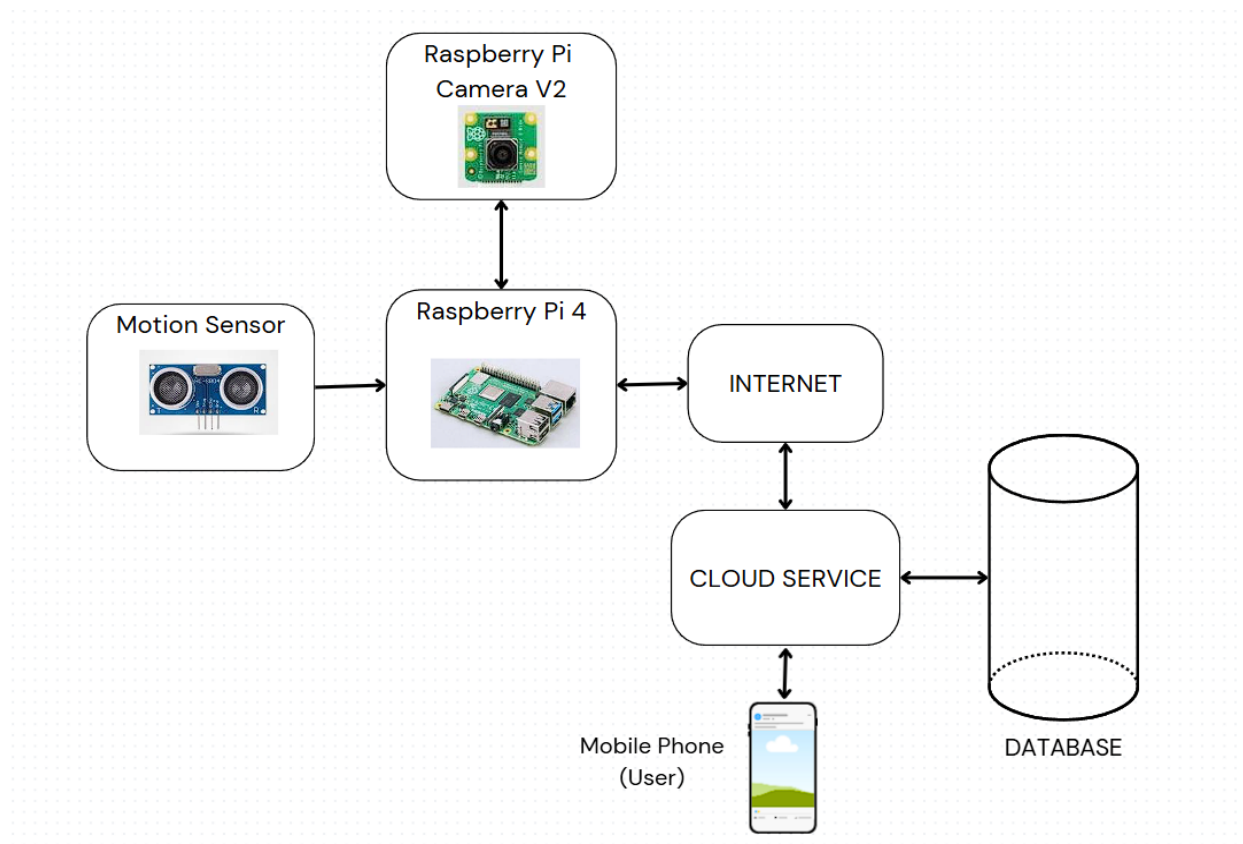 Raspberry Pi
Camera V2
Motion Sensor
Raspberry Pi 4
INTERNET
CLOUD SERVICE
Mobile Phone
(User)
DATABASE